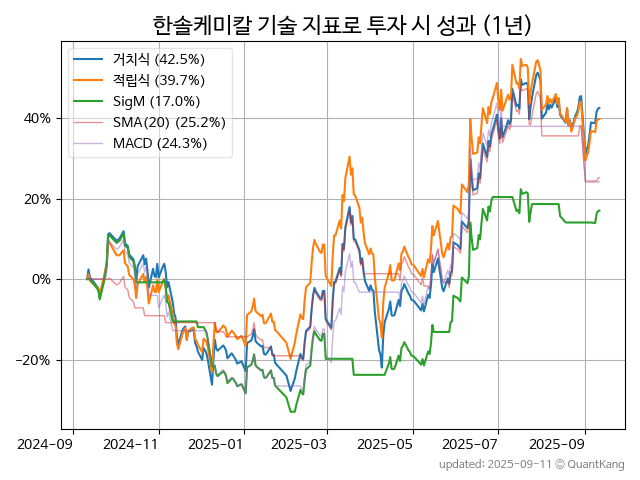 한솔케미칼 기술 지표로 투자 시 성과 (1년)
거치식 (42.5%)
적립식 (39.7%)
SigM (17.0%)
SMA(20) (25.2%)
MACD (24.3%)
40%
20%
0%
−20%
2024-09 2024-11 2025-01 2025-03 2025-05 2025-07 2025-09
updated: 2025-09-11 © QuantKang